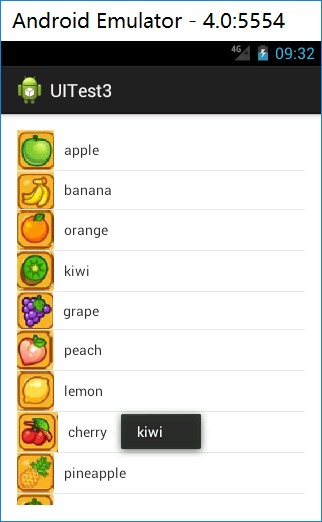 Android Emulator - 4.0:5554
4G 09:32
UITest3
apple
banana
orange
kiwi
grape
peach
lemon
cherry kiwi
pineapple